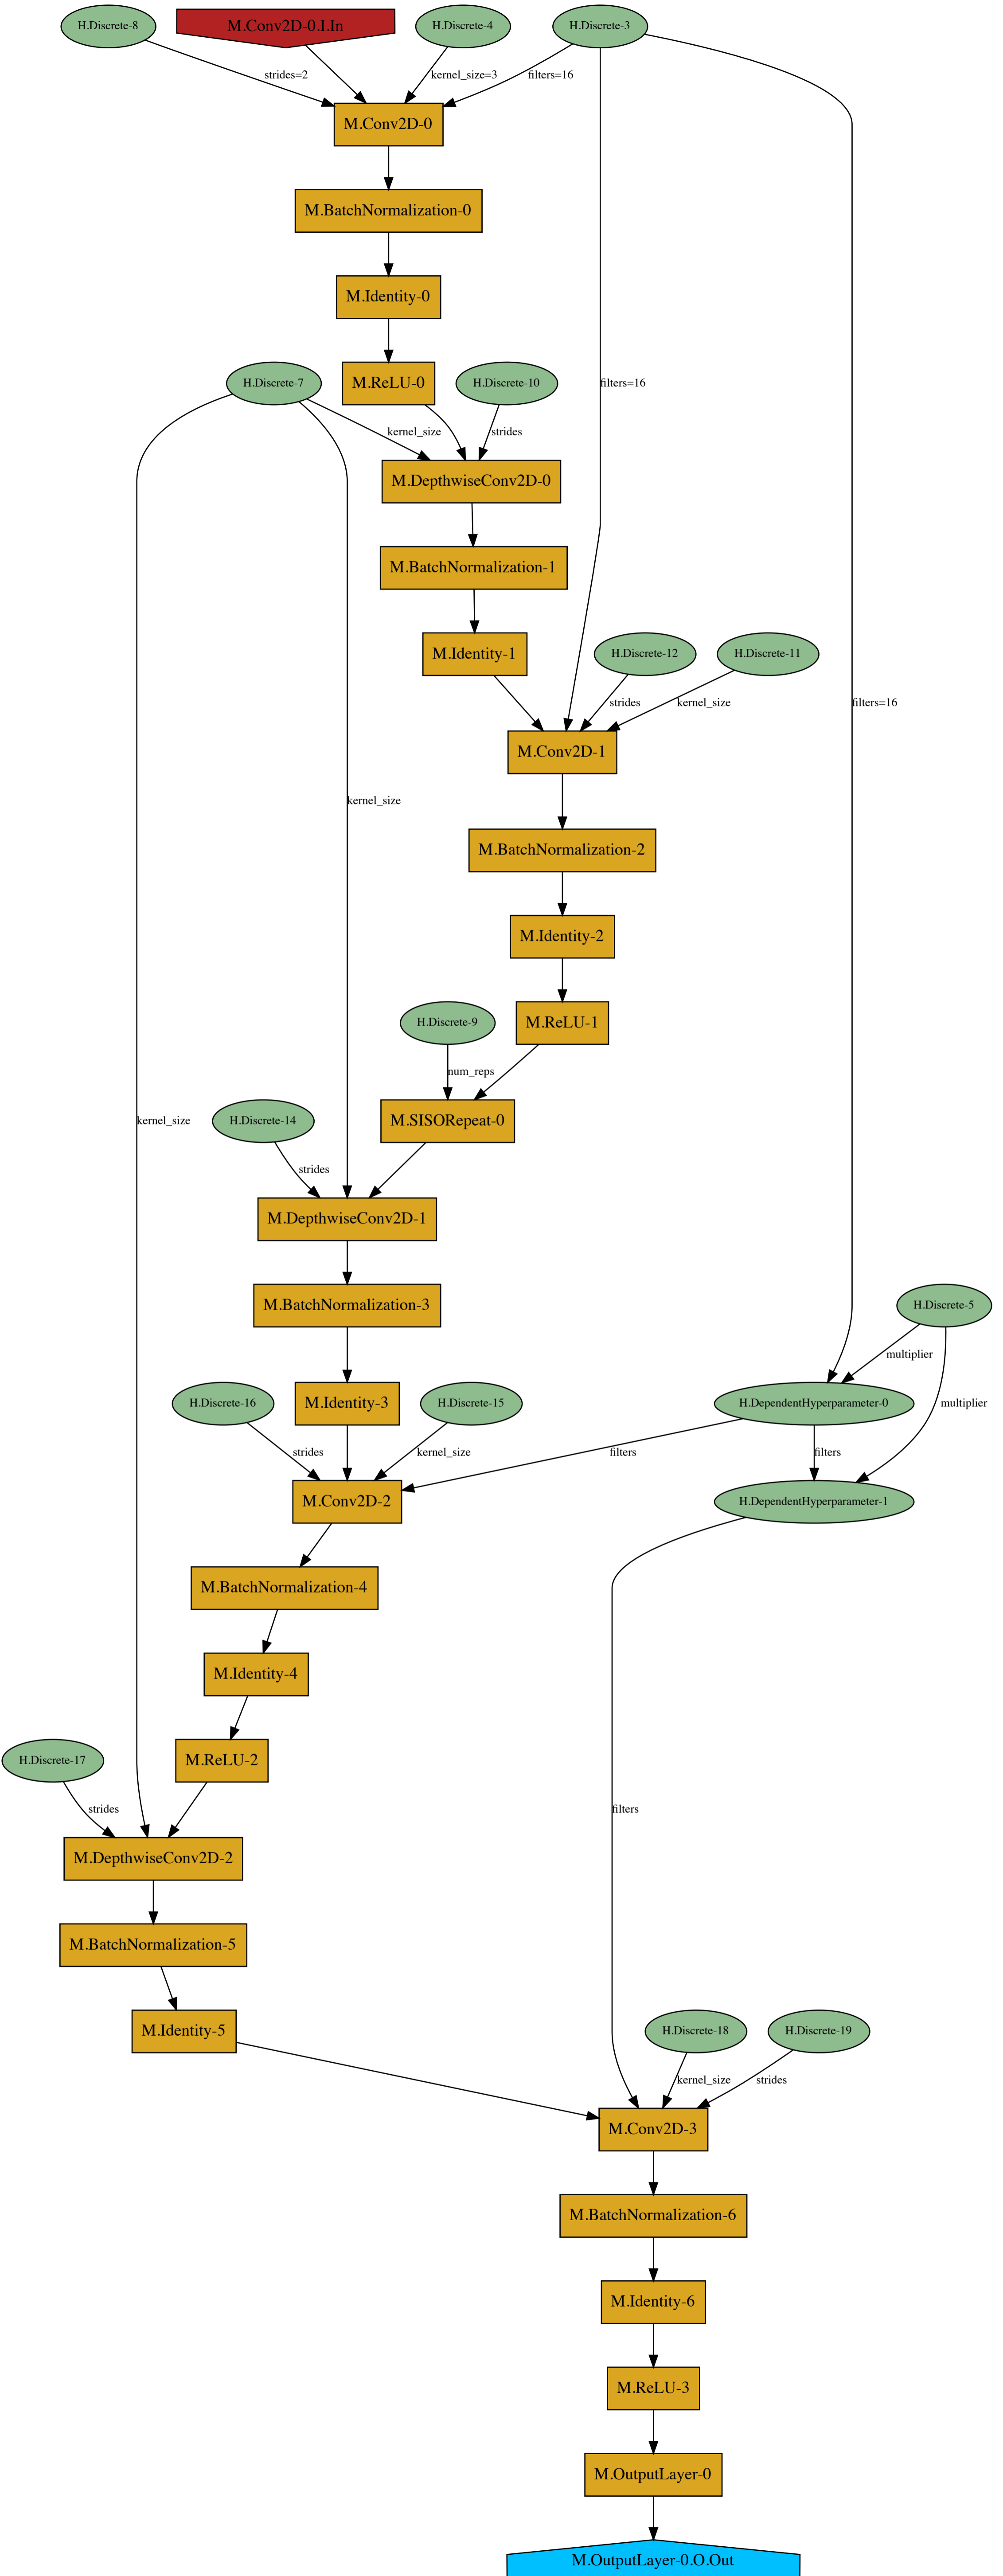 H.Discrete-8
M.Conv2D-0.I.In
H.Discrete-4
H.Discrete-3
strides=2
kernel_size=3
filters=16
M.Conv2D-0
M.BatchNormalization-0
M.Identity-0
H.Discrete-7
M.ReLU-0
H.Discrete-10
filters=16
kernel_size
strides
M.DepthwiseConv2D-0
M.BatchNormalization-1
M.Identity-1
H.Discrete-12
H.Discrete-11
strides
kernel_size
filters=16
M.Conv2D-1
kernel_size
M.BatchNormalization-2
M.Identity-2
H.Discrete-9
M.ReLU-1
num_reps
kernel_size
H.Discrete-14
M.SISORepeat-0
strides
M.DepthwiseConv2D-1
M.BatchNormalization-3
H.Discrete-5
multiplier
H.Discrete-16
M.Identity-3
H.Discrete-15
H.DependentHyperparameter-0
multiplier
strides
kernel_size
filters
filters
M.Conv2D-2
H.DependentHyperparameter-1
M.BatchNormalization-4
M.Identity-4
H.Discrete-17
M.ReLU-2
strides
filters
M.DepthwiseConv2D-2
M.BatchNormalization-5
M.Identity-5
H.Discrete-18
H.Discrete-19
kernel_size
strides
M.Conv2D-3
M.BatchNormalization-6
M.Identity-6
M.ReLU-3
M.OutputLayer-0
M.OutputLayer-0.O.Out